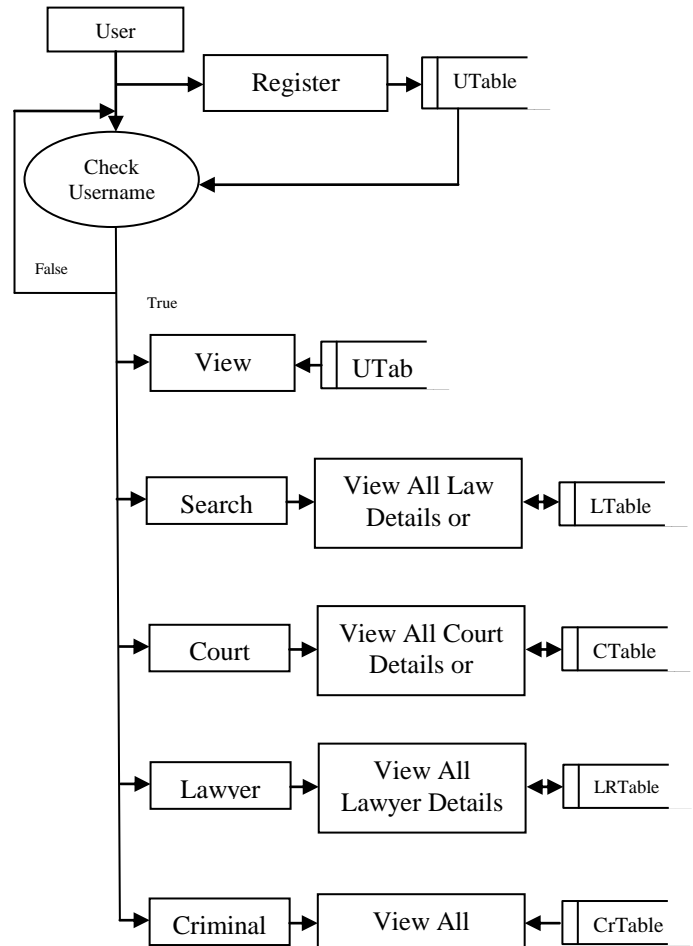 User
Register
UTable
Check
Username
False
True
View
UTab
Search
View All Law
Details or
LTable
Court
View All Court
Details or
CTable
Lawyer
View All
Lawyer Details
LRTable
Criminal
View All
CrTable